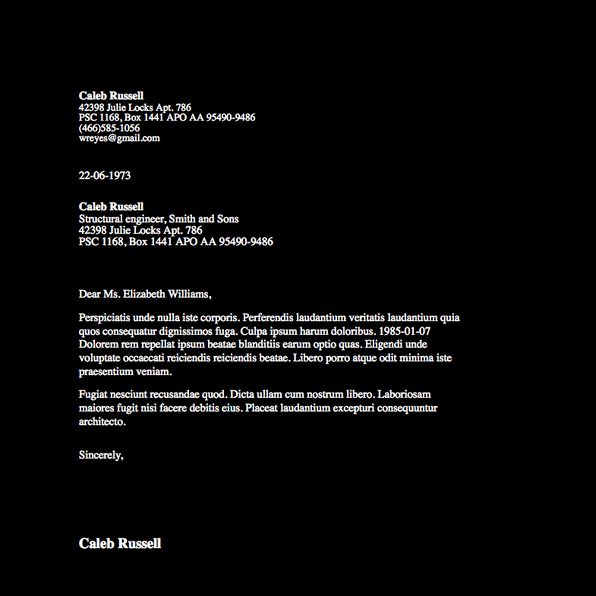 Caleb Russell
42398 Julie Locks Apt. 786
PSC 1168, Box 1441 APO AA 95490-9486
(466)585-1056
wreyes@gmail.com
22-06-1973
Caleb Russell
Structural engineer, Smith and Sons
42398 Julie Locks Apt. 786
PSC 1168, Box 1441 APO AA 95490-9486
Dear Ms. Elizabeth Williams,
Perspiciatis unde nulla iste corporis. Perferendis laudantium veritatis laudantium quia
quos consequatur dignissimos fuga. Culpa ipsum harum doloribus. 1985-01-07
Dolorem rem repellat ipsum beatae blanditiis earum optio quas. Eligendi unde
voluptate occaecati reiciendis reiciendis beatae. Libero porro atque odit minima iste
praesentium veniam.
Fugiat nesciunt recusandae quod. Dicta ullam cum nostrum libero. Laboriosam
maiores fugit nisi facere debitis eius. Placeat laudantium excepturi consequuntur
architecto.
Sincerely,
Caleb Russell